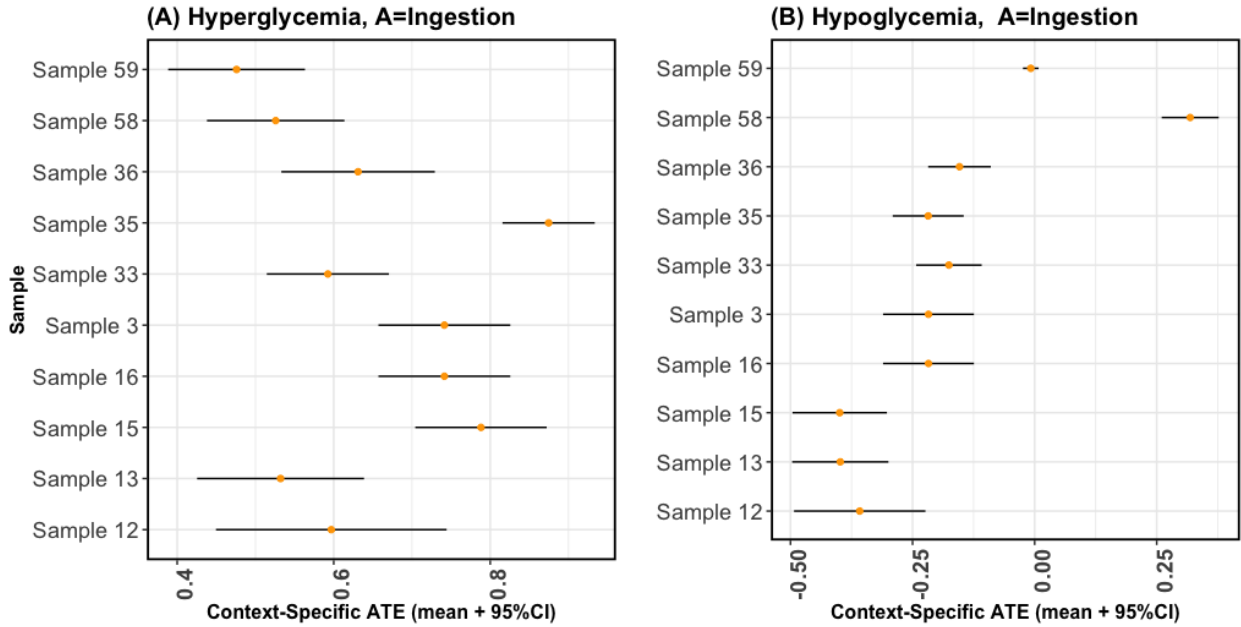 (A) Hyperglycemia, A=Ingestion
Sample
Sample 59
Sample 58
Sample 36
Sample 35
Sample 33
Sample 3
Sample 16
Sample 15
Sample 13
Sample 12
0.4
0.6
0.8
Context-Specific ATE (mean + 95%CI)
(B) Hypoglycemia,  A=Ingestion
Sample 59
Sample 58
Sample 36
Sample 35
Sample 33
Sample 3
Sample 16
Sample 15
Sample 13
Sample 12
-0.50
-0.25
0.00
0.25
Context-Specific ATE (mean + 95%CI)